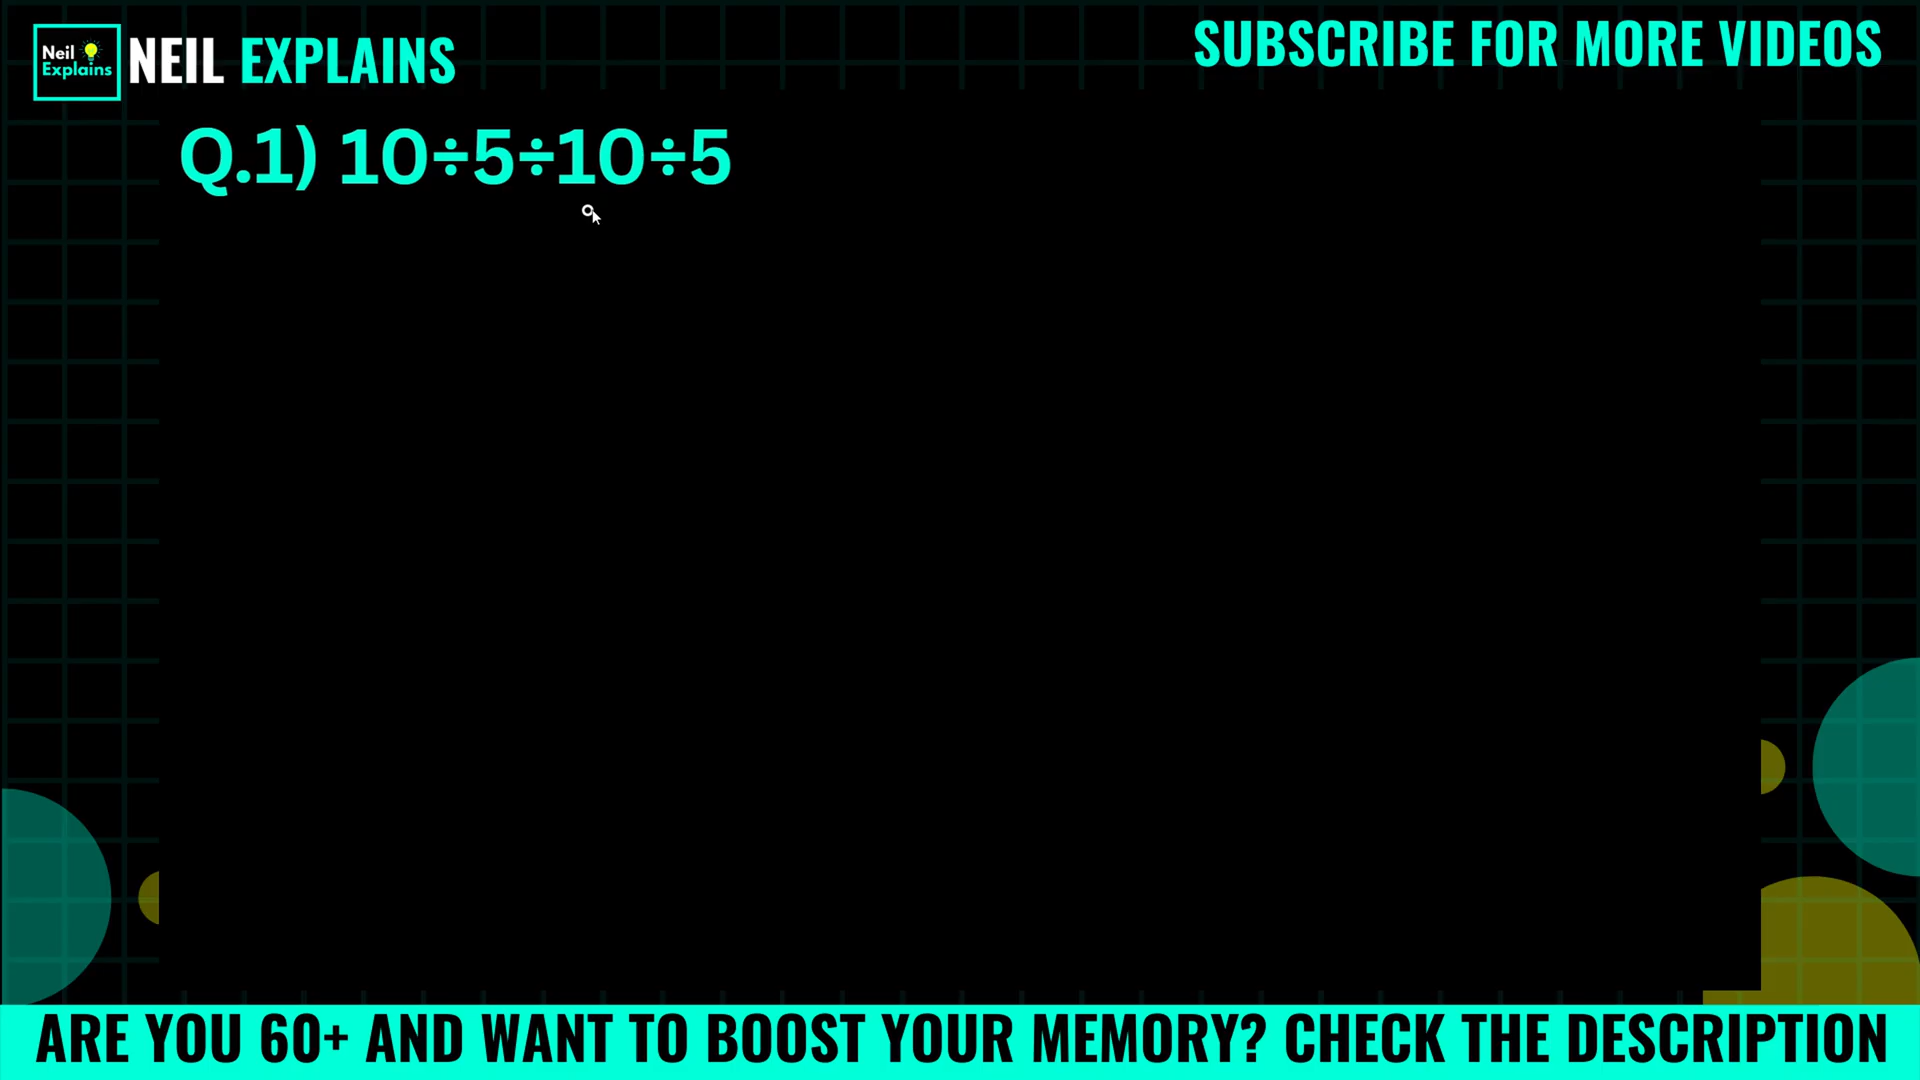 Neil
Explains
NEIL EXPLAINS
SUBSCRIBE FOR MORE VIDEOS
Q.1) 10÷5÷10÷5
ARE YOU 60+ AND WANT TO BOOST YOUR MEMORY? CHECK THE DESCRIPTION